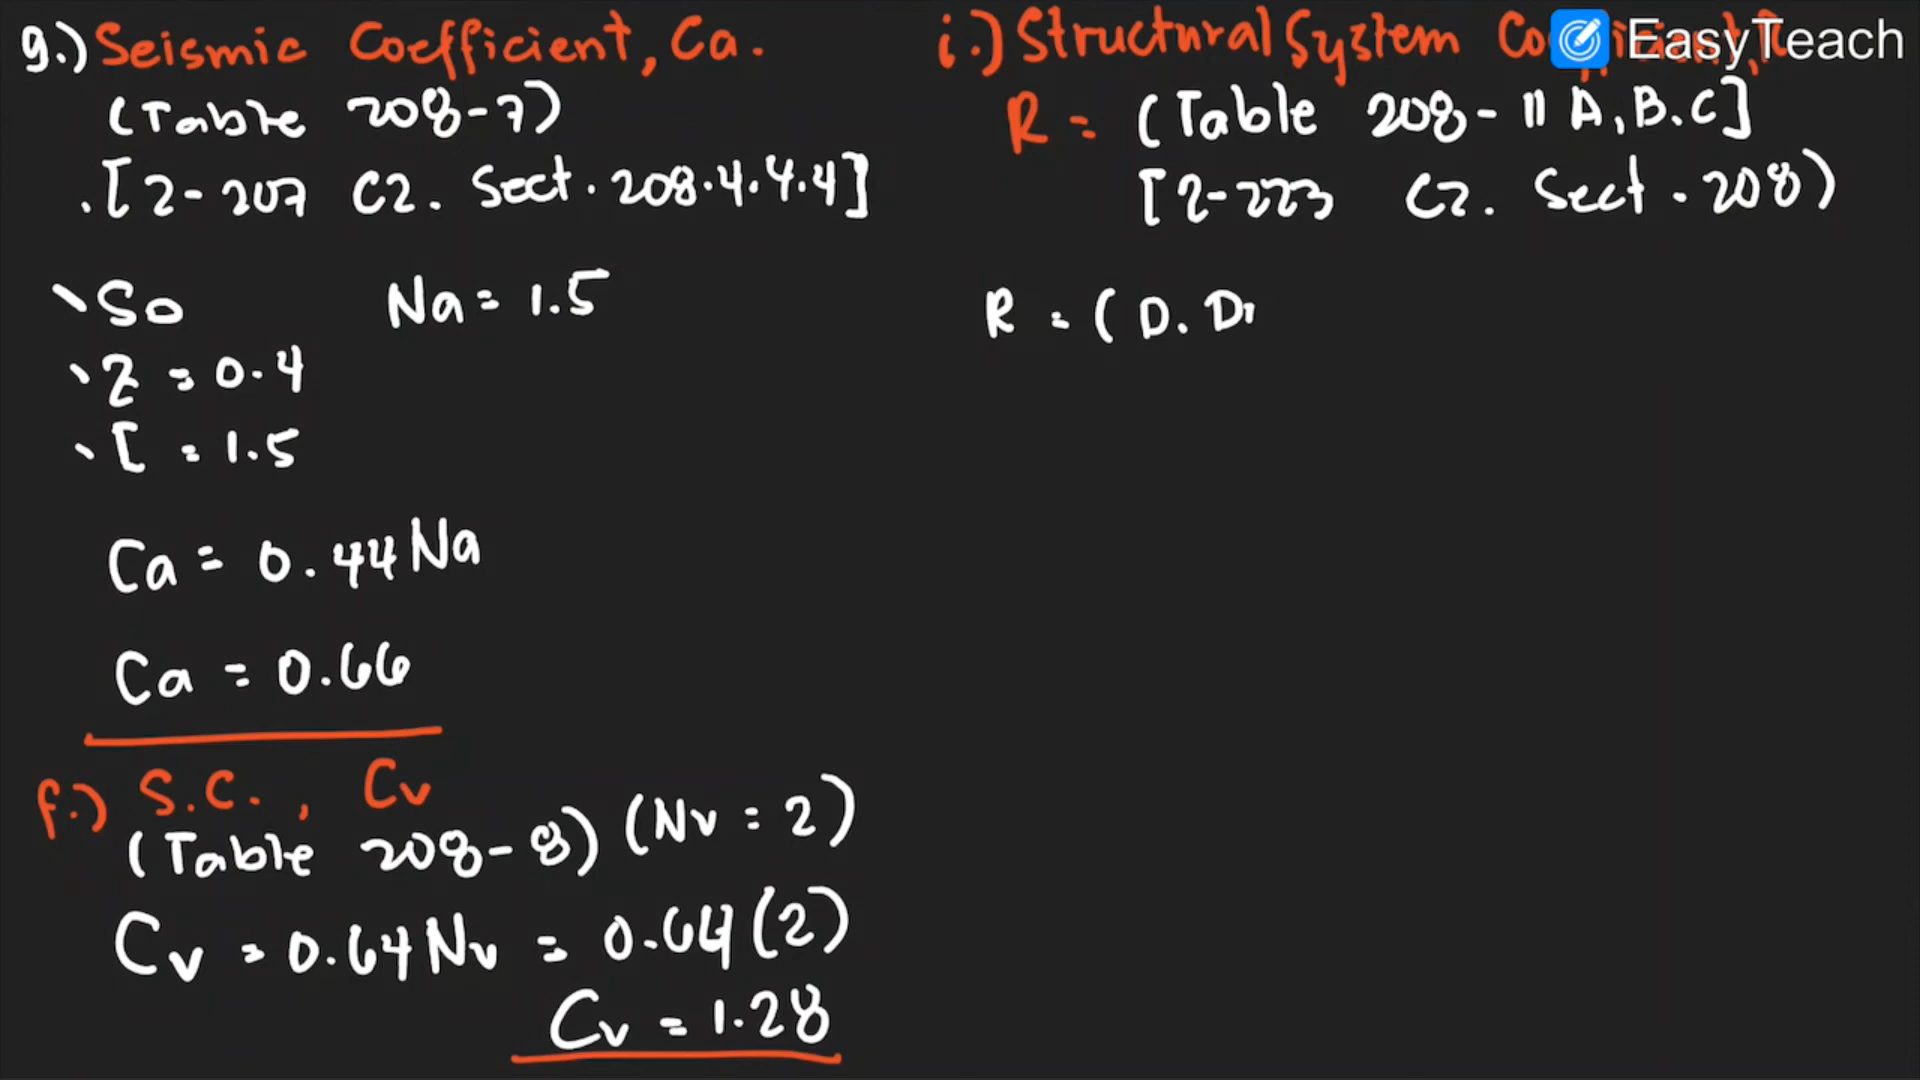 g.) Seismic Coefficient, Ca.
(Table 208-7)
.[2-207 C2. Sect. 208.4.4.4]
SD Na = 1.5
Z = 0.4
I = 1.5
Ca = 0.44 Na
Ca = 0.66
f.) S.C., Cv
(Table 208-8) (Nv = 2)
Cv = 0.64 Nv = 0.64 (2)
Cv = 1.28
i.) Structural System
EasyTeach
R = (Table 208-11 A,B.C]
[2-223 C2. Sect. 208)
R = (D.